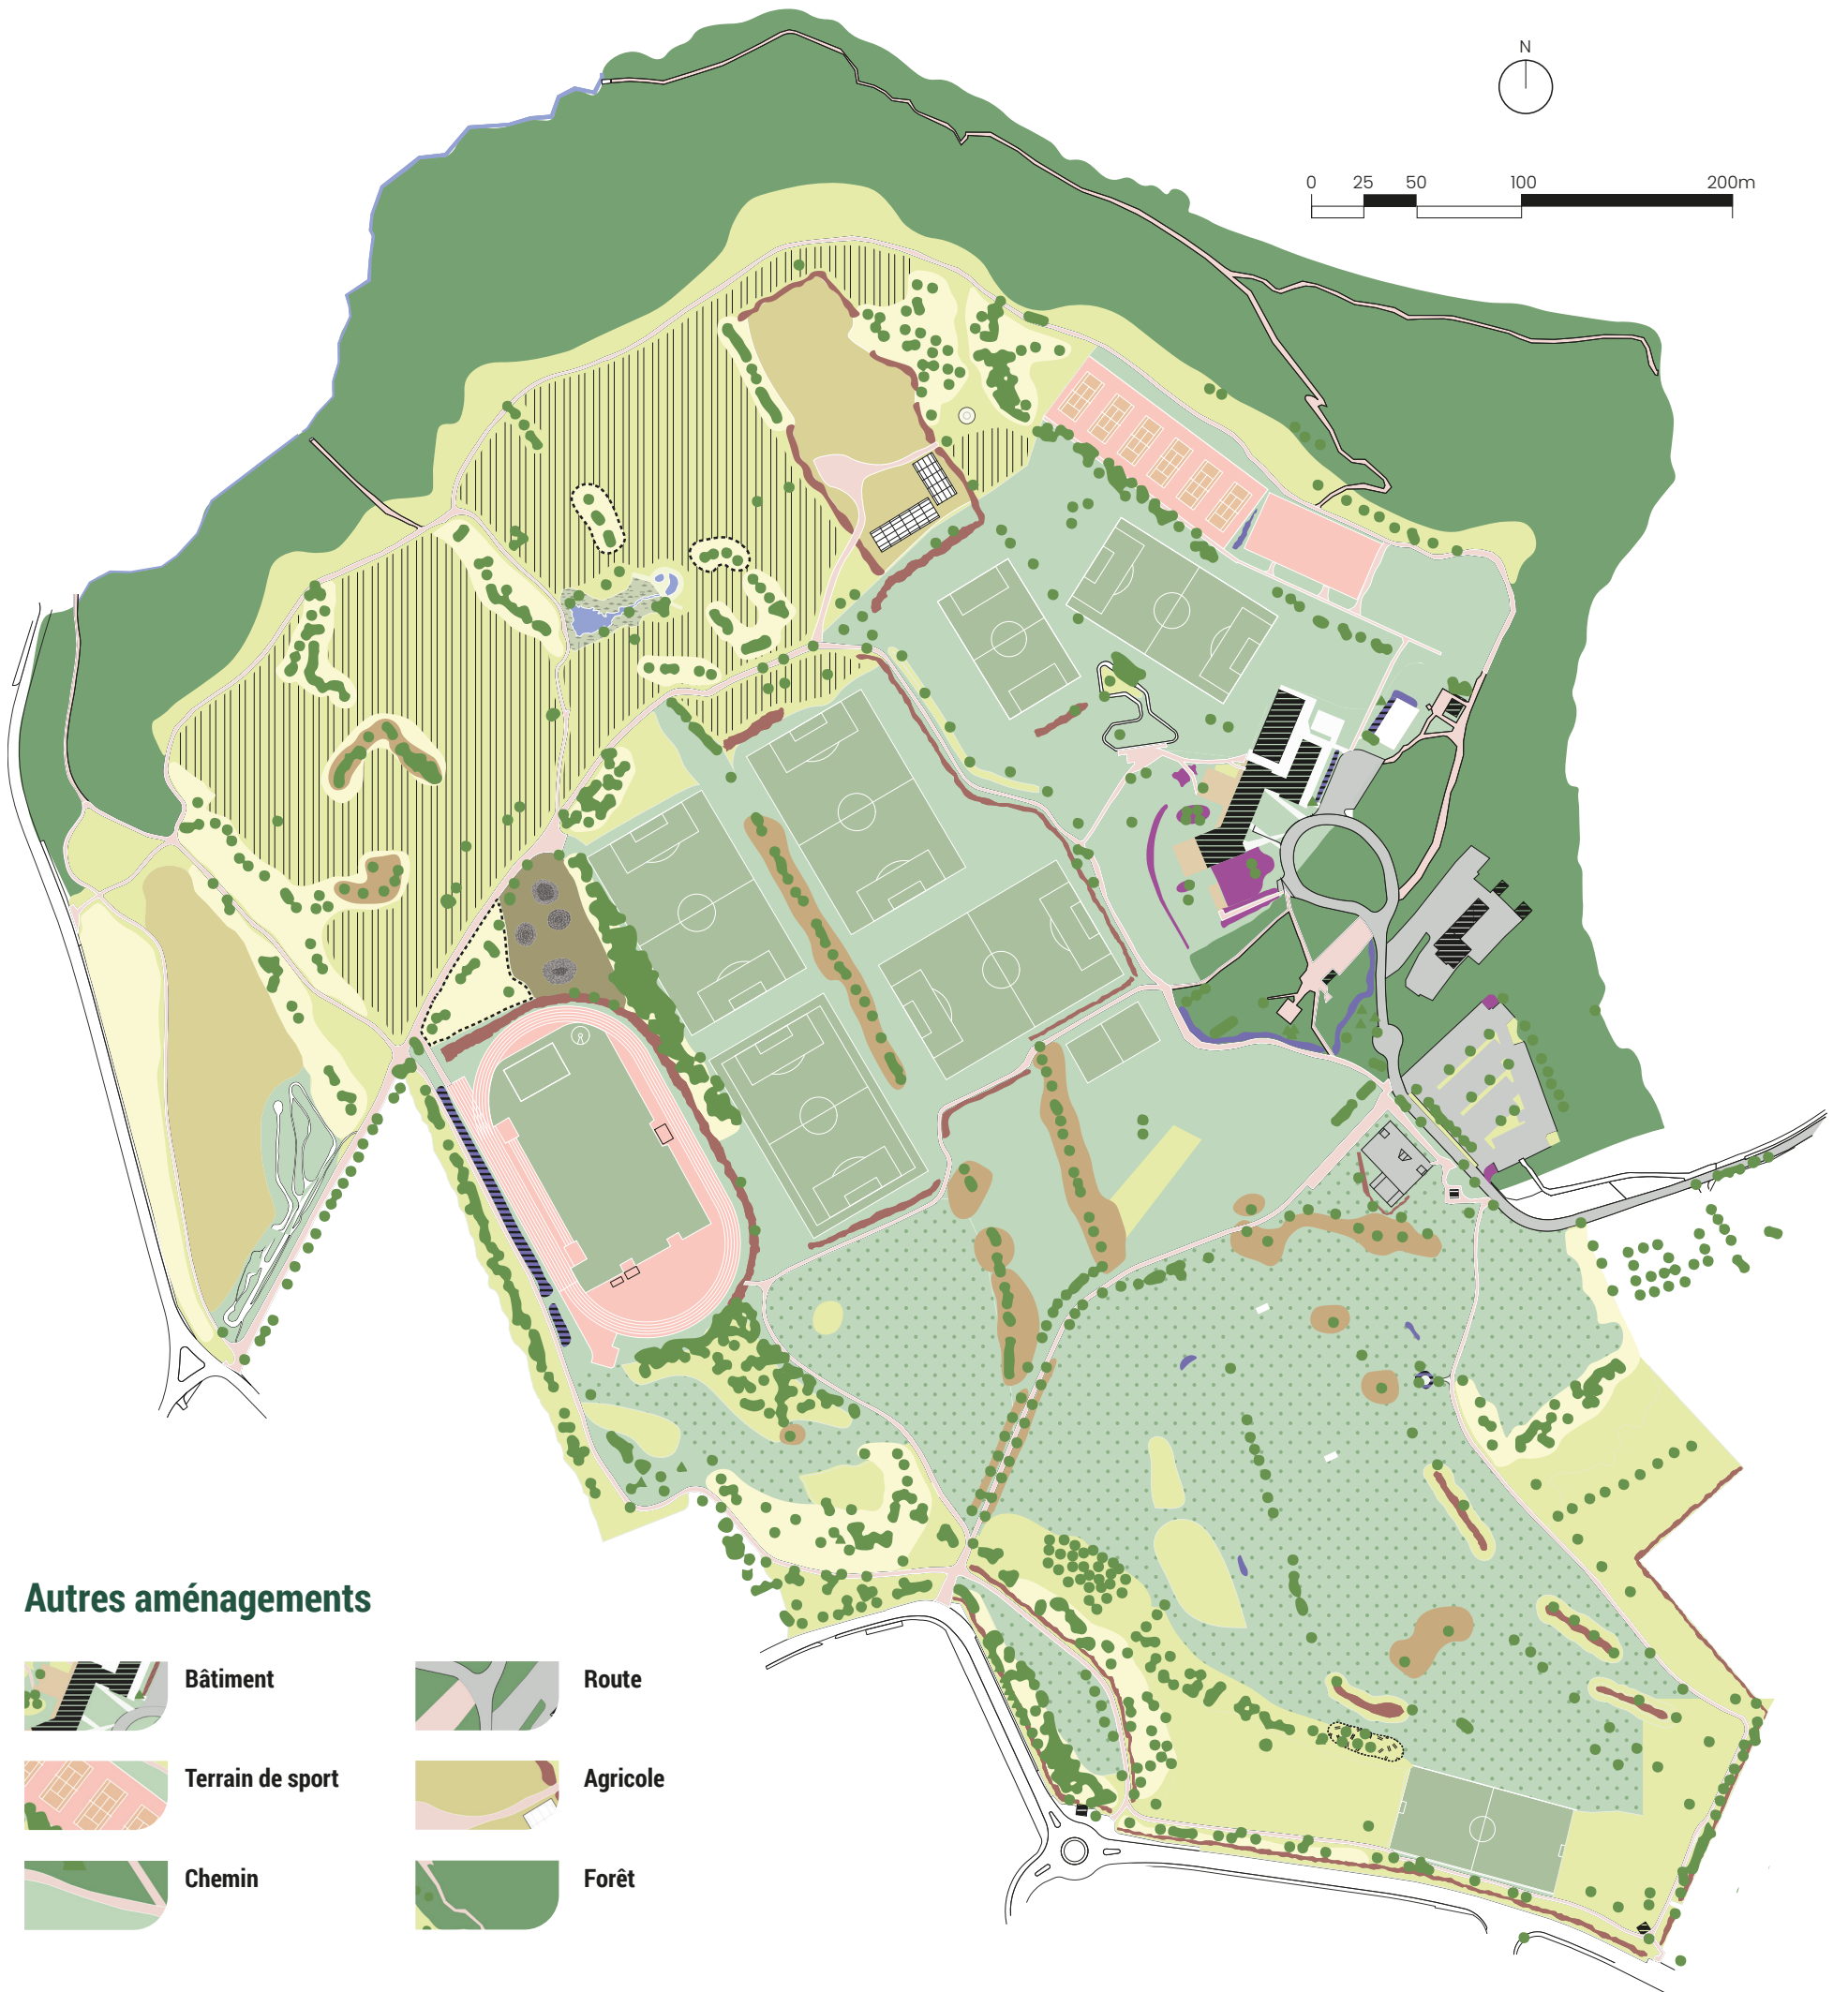 N
0 25 50 100 200m
Autres aménagements
Bâtiment
Route
Terrain de sport
Agricole
Chemin
Forêt